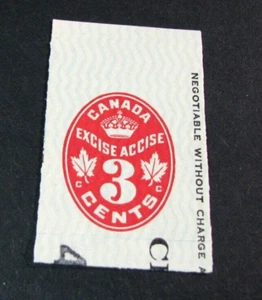 CANADA
EXCISE ACCISE
3
C C
CENTS
NEGOTIABLE WITHOUT CHARGE A